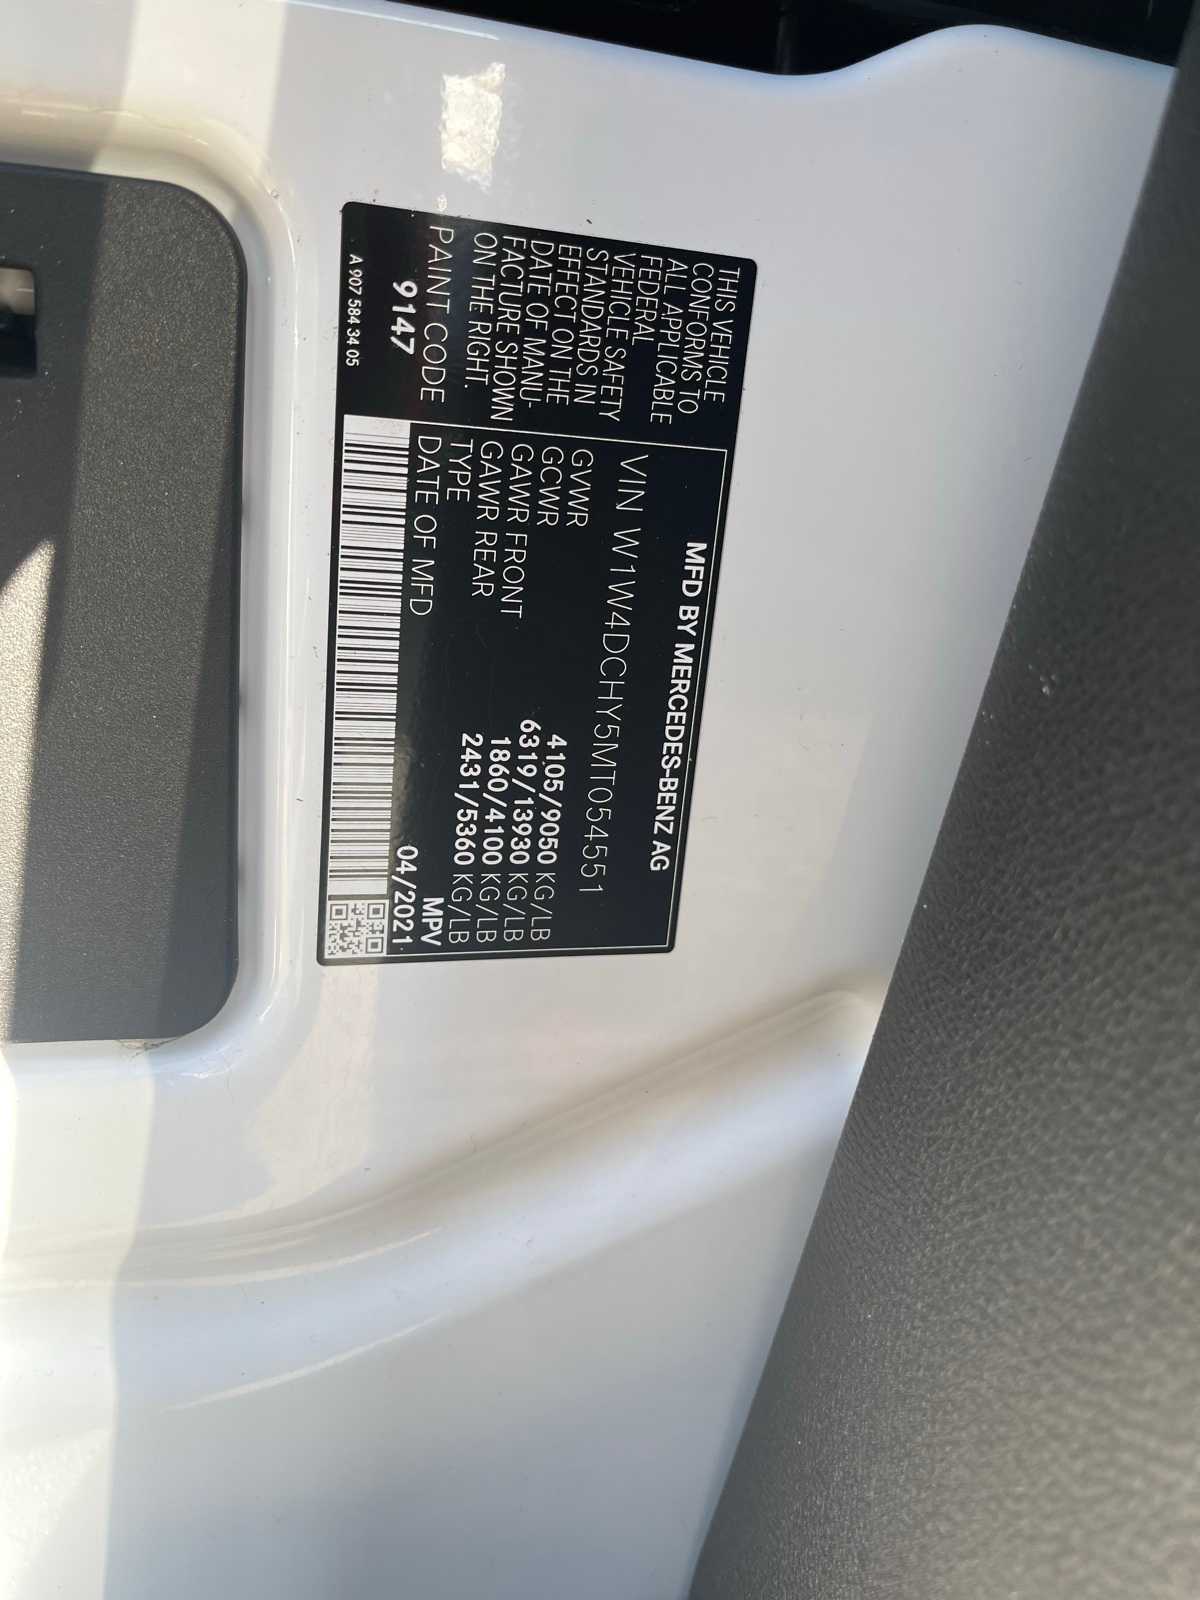 MFD BY MERCEDES-BENZ AG
THIS VEHICLE
CONFORMS TO
ALL APPLICABLE
FEDERAL
VEHICLE SAFETY
STANDARDS IN
EFFECT ON THE
DATE OF MANU-
FACTURE SHOWN
ON THE RIGHT.
PAINT CODE
9147
A 907 584 34 05
VIN W1W4DCHY5MT054551
GVWR 4105/9050 KG/LB
GCWR 6319/13930 KG/LB
GAWR FRONT 1860/4100 KG/LB
GAWR REAR 2431/5360 KG/LB
TYPE MPV
DATE OF MFD 04/2021